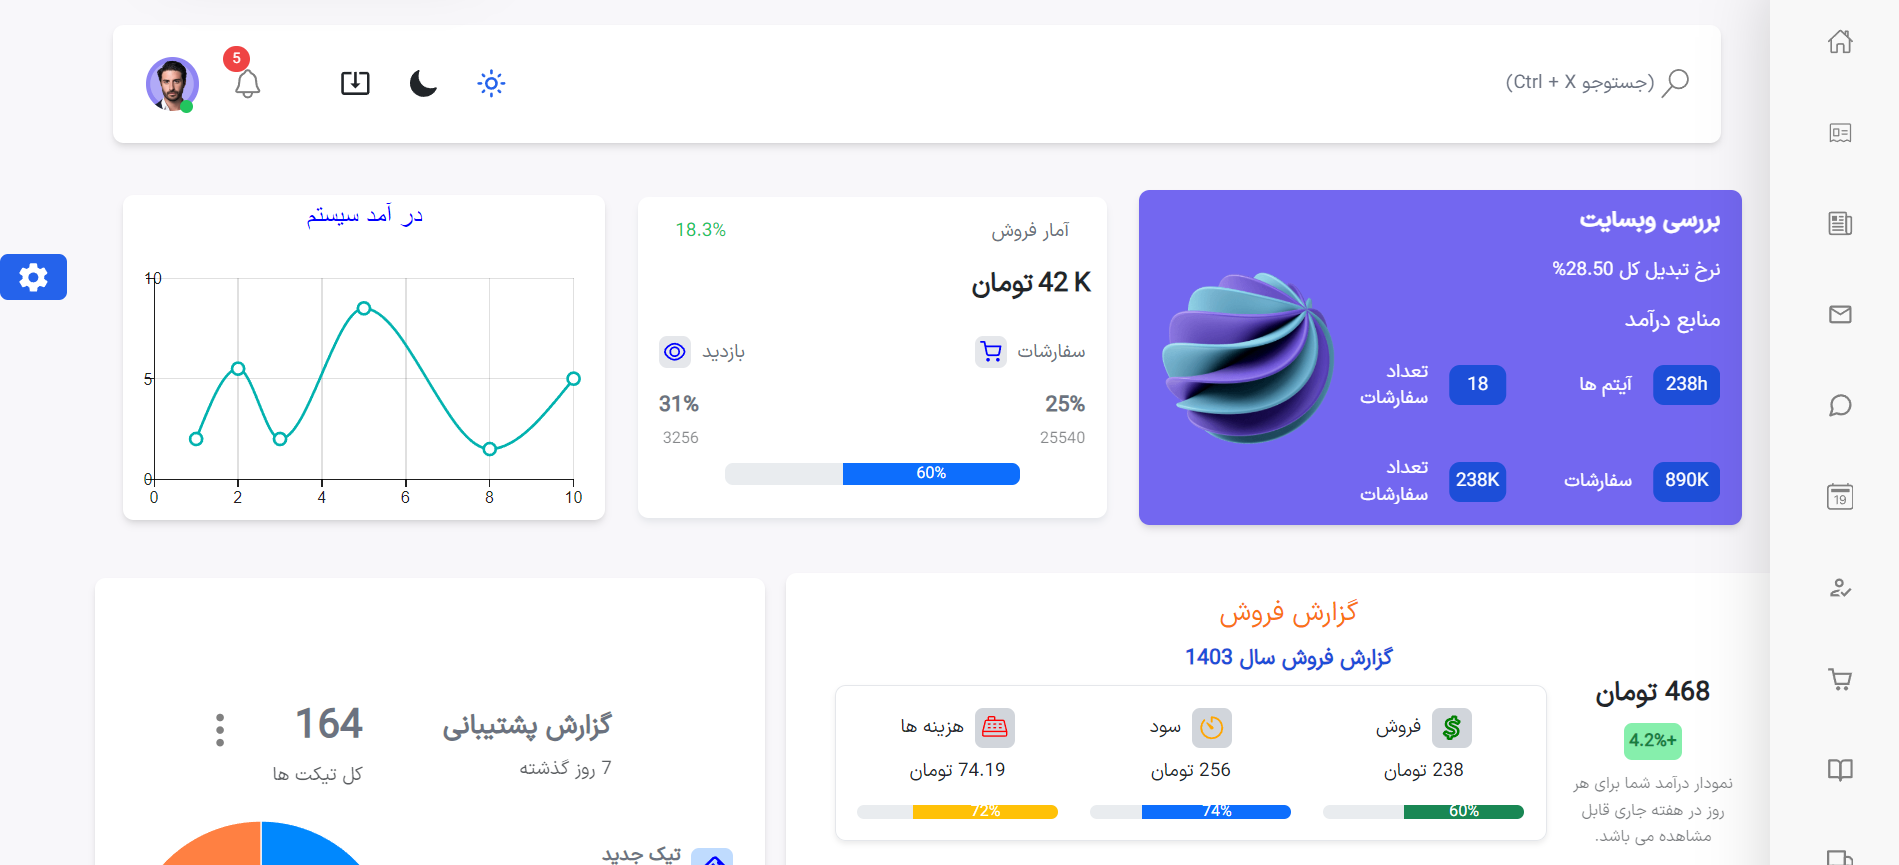 (جستوجو Ctrl + X)
5
19
بررسی وبسایت
نرخ تبدیل کل 28.50%
منابع درآمد
238h
آیتم ها
18
تعداد سفارشات
890K
سفارشات
238K
تعداد سفارشات
آمار فروش
18.3%
42 K تومان
سفارشات
بازدید
25%
31%
25540
3256
60%
در آمد سیستم
10
5
0
0 2 4 6 8 10
گزارش فروش
گزارش فروش سال 1403
468 تومان
+4.2%
نمودار درآمد شما برای هر
روز در هفته جاری قابل
مشاهده می باشد.
فروش
238 تومان
60%
سود
256 تومان
74%
هزینه ها
74.19 تومان
72%
گزارش پشتیبانی
7 روز گذشته
164
کل تیکت ها
تیک جدید